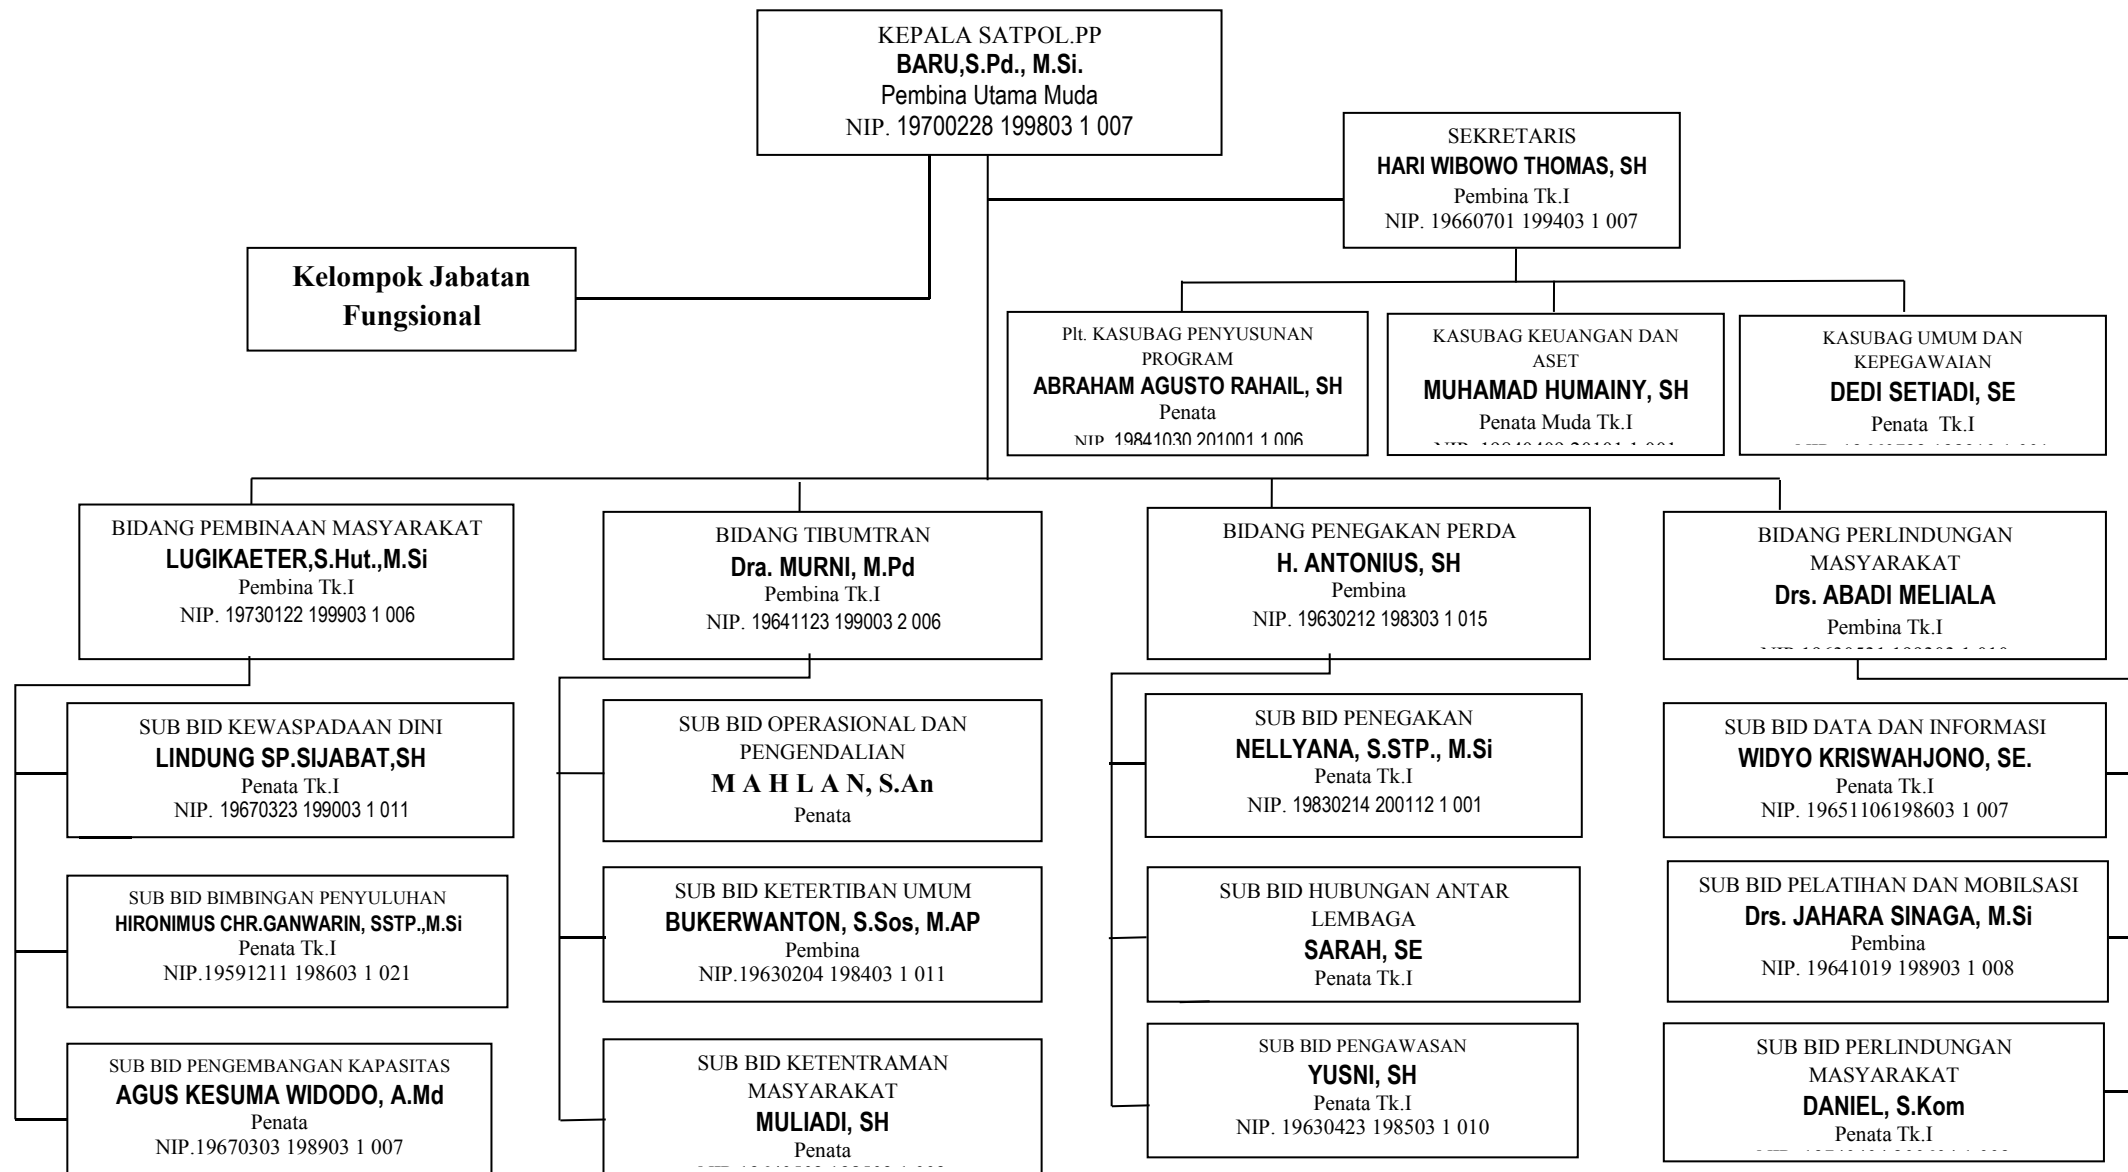 KEPALA SATPOL.PP
BARU,S.Pd., M.Si.
Pembina Utama Muda
NIP. 19700228 199803 1 007
SEKRETARIS
HARI WIBOWO THOMAS, SH
Pembina Tk.I
NIP. 19660701 199403 1 007
Kelompok Jabatan
Fungsional
Plt. KASUBAG PENYUSUNAN
PROGRAM
ABRAHAM AGUSTO RAHAIL, SH
Penata
NIP. 19841030 201001 1 006
KASUBAG KEUANGAN DAN
ASET
MUHAMAD HUMAINY, SH
Penata Muda Tk.I
KASUBAG UMUM DAN
KEPEGAWAIAN
DEDI SETIADI, SE
Penata  Tk.I
BIDANG PEMBINAAN MASYARAKAT
LUGIKAETER,S.Hut.,M.Si
Pembina Tk.I
NIP. 19730122 199903 1 006
BIDANG TIBUMTRAN
Dra. MURNI, M.Pd
Pembina Tk.I
NIP. 19641123 199003 2 006
BIDANG PENEGAKAN PERDA
H. ANTONIUS, SH
Pembina
NIP. 19630212 198303 1 015
BIDANG PERLINDUNGAN
MASYARAKAT
Drs. ABADI MELIALA
Pembina Tk.I
SUB BID KEWASPADAAN DINI
LINDUNG SP.SIJABAT,SH
Penata Tk.I
NIP. 19670323 199003 1 011
SUB BID OPERASIONAL DAN
PENGENDALIAN
M A H L A N, S.An
Penata
SUB BID PENEGAKAN
NELLYANA, S.STP., M.Si
Penata Tk.I
NIP. 19830214 200112 1 001
SUB BID DATA DAN INFORMASI
WIDYO KRISWAHJONO, SE.
Penata Tk.I
NIP. 19651106198603 1 007
SUB BID BIMBINGAN PENYULUHAN
HIRONIMUS CHR.GANWARIN, SSTP.,M.Si
Penata Tk.I
NIP.19591211 198603 1 021
SUB BID KETERTIBAN UMUM
BUKERWANTON, S.Sos, M.AP
Pembina
NIP.19630204 198403 1 011
SUB BID HUBUNGAN ANTAR
LEMBAGA
SARAH, SE
Penata Tk.I
SUB BID PELATIHAN DAN MOBILSASI
Drs. JAHARA SINAGA, M.Si
Pembina
NIP. 19641019 198903 1 008
SUB BID PENGEMBANGAN KAPASITAS
AGUS KESUMA WIDODO, A.Md
Penata
NIP.19670303 198903 1 007
SUB BID KETENTRAMAN
MASYARAKAT
MULIADI, SH
Penata
SUB BID PENGAWASAN
YUSNI, SH
Penata Tk.I
NIP. 19630423 198503 1 010
SUB BID PERLINDUNGAN
MASYARAKAT
DANIEL, S.Kom
Penata Tk.I